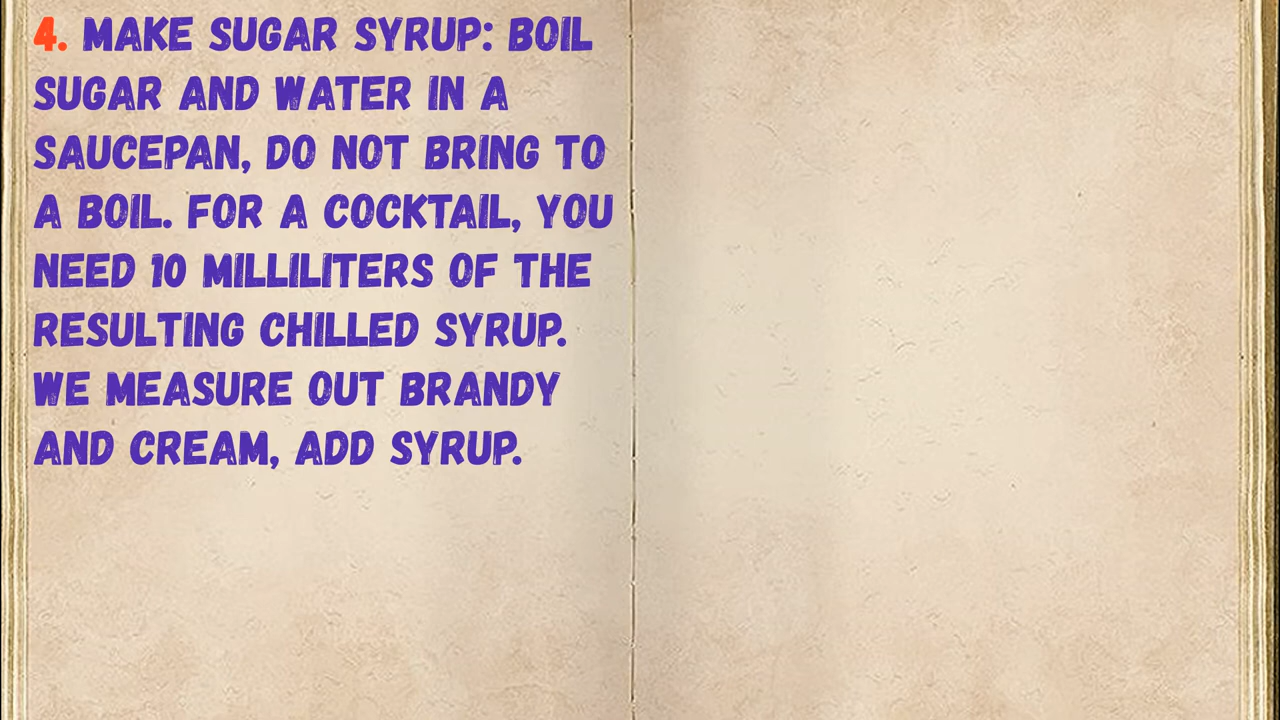 4. MAKE SUGAR SYRUP: BOIL
SUGAR AND WATER IN A
SAUCEPAN, DO NOT BRING TO
A BOIL. FOR A COCKTAIL, YOU
NEED 10 MILLILITERS OF THE
RESULTING CHILLED SYRUP.
WE MEASURE OUT BRANDY
AND CREAM, ADD SYRUP.